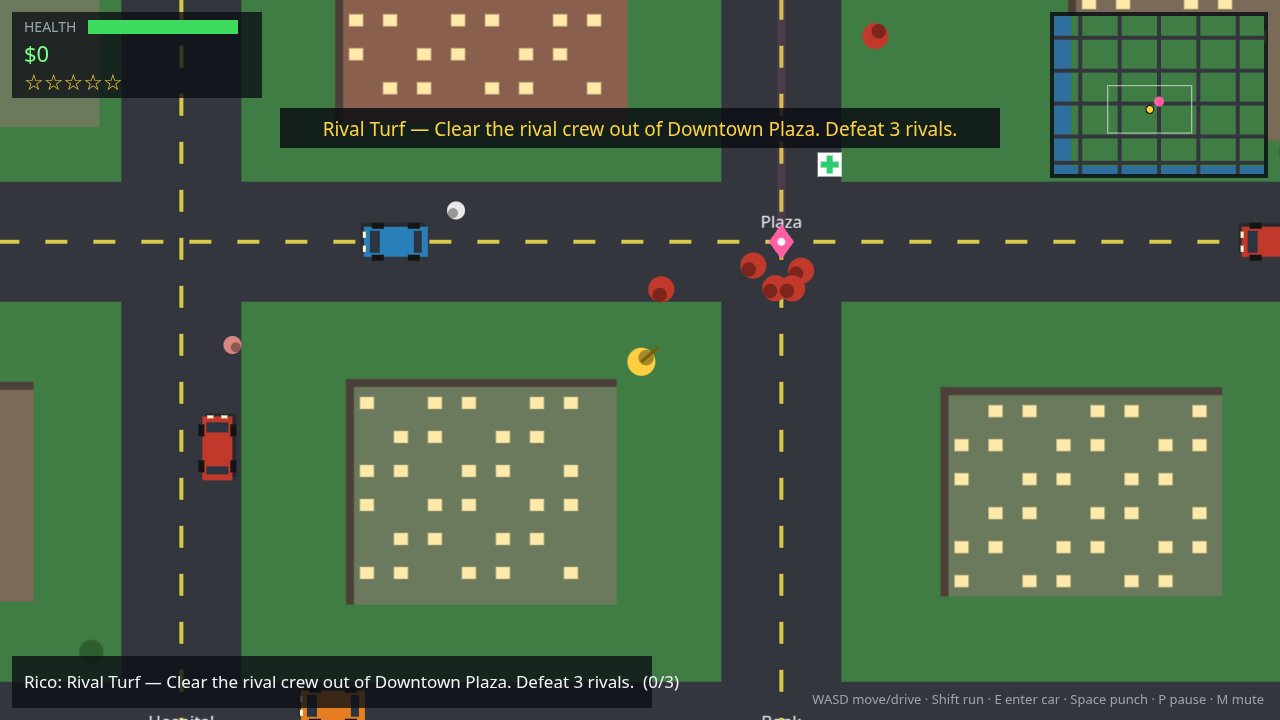 HEALTH
$0
☆☆☆☆☆
Rival Turf — Clear the rival crew out of Downtown Plaza. Defeat 3 rivals.
Plaza
Rico: Rival Turf — Clear the rival crew out of Downtown Plaza. Defeat 3 rivals. (0/3)
WASD move/drive · Shift run · E enter car · Space punch · P pause · M mute
Hospital
Bank